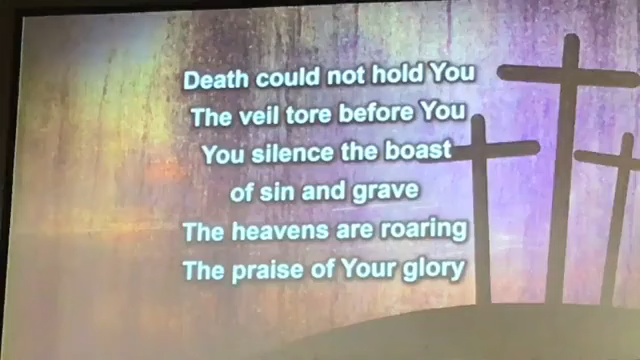 Death could not hold You
The veil tore before You
You silence the boast
of sin and grave
The heavens are roaring
The praise of Your glory